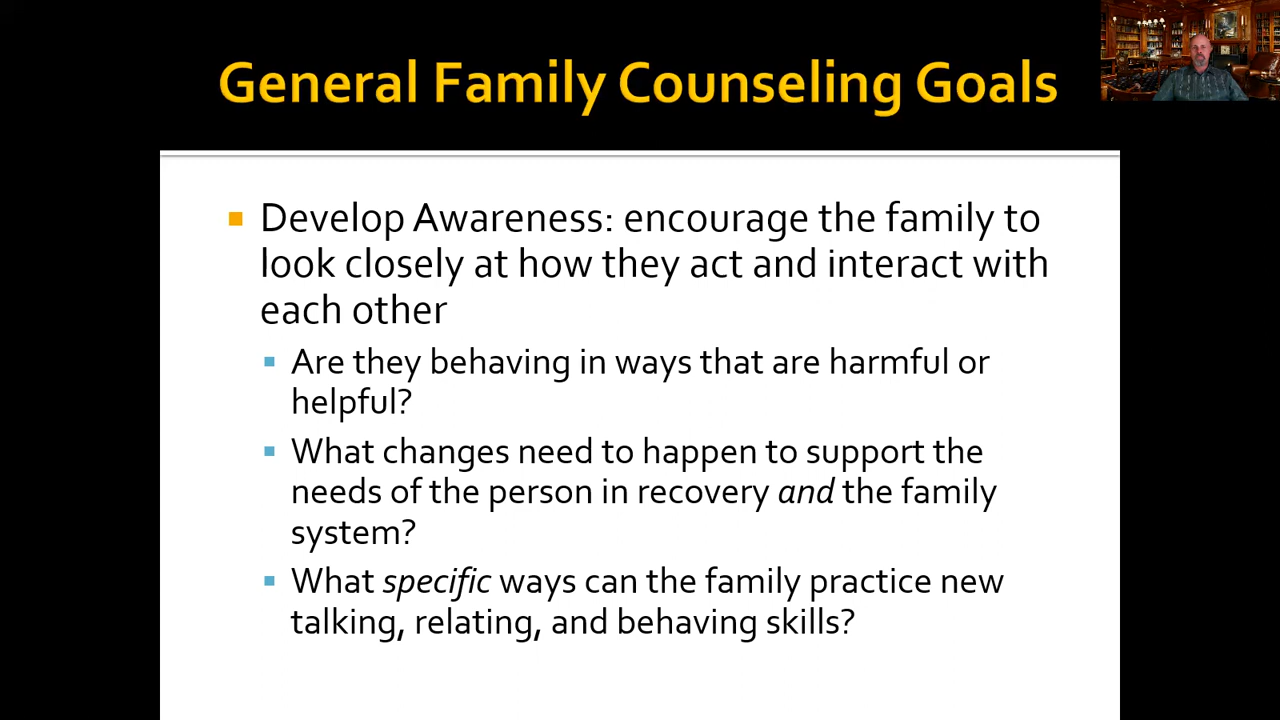 General Family Counseling Goals
Develop Awareness: encourage the family to
look closely at how they act and interact with
each other
Are they behaving in ways that are harmful or
helpful?
What changes need to happen to support the
needs of the person in recovery and the family
system?
What specific ways can the family practice new
talking, relating, and behaving skills?